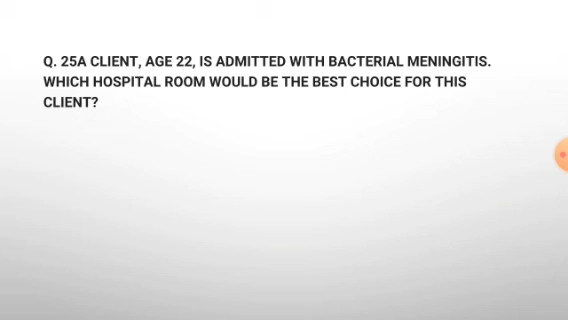 Q. 25A CLIENT, AGE 22, IS ADMITTED WITH BACTERIAL MENINGITIS.
WHICH HOSPITAL ROOM WOULD BE THE BEST CHOICE FOR THIS
CLIENT?